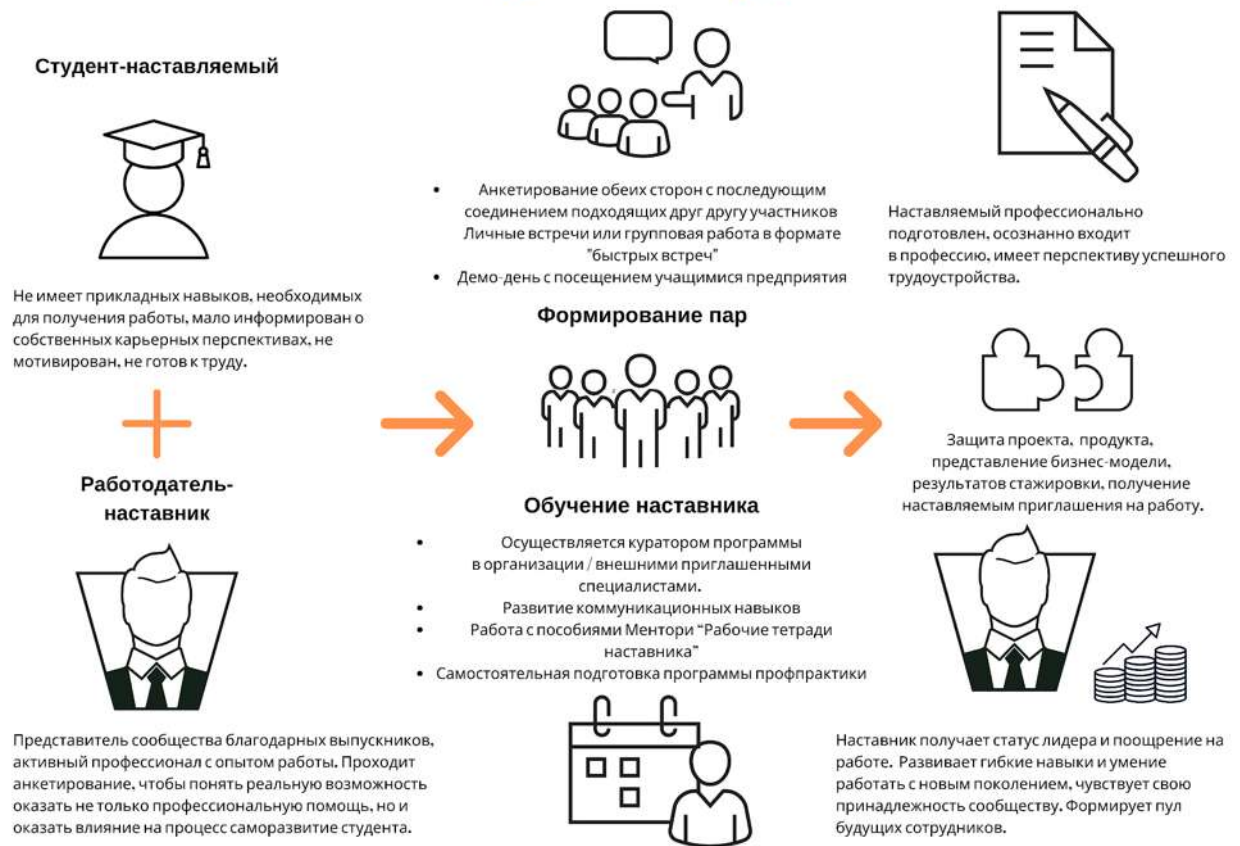 Студент-наставляемый
Не имеет прикладных навыков, необходимых
для получения работы, мало информирован о
собственных карьерных перспективах, не
мотивирован, не готов к труду.
Работодатель-
наставник
Представитель сообщества благодарных выпускников,
активный профессионал с опытом работы. Проходит
анкетирование, чтобы понять реальную возможность
оказать не только профессиональную помощь, но и
оказать влияние на процесс саморазвитие студента.
• Анкетирование обеих сторон с последующим
соединением подходящих друг другу участников
Личные встречи или групповая работа в формате
"быстрых встреч"
• Демо-день с посещением учащимися предприятия
Формирование пар
Обучение наставника
• Осуществляется куратором программы
в организации / внешними приглашенными
специалистами.
• Развитие коммуникационных навыков
• Работа с пособиями Ментори “Рабочие тетради
наставника”
• Самостоятельная подготовка программы профпрактики
Наставляемый профессионально
подготовлен, осознанно входит
в профессию, имеет перспективу успешного
трудоустройства.
Защита проекта, продукта,
представление бизнес-модели,
результатов стажировки, получение
наставляемым приглашения на работу.
Наставник получает статус лидера и поощрение на
работе. Развивает гибкие навыки и умение
работать с новым поколением, чувствует свою
принадлежность сообществу. Формирует пул
будущих сотрудников.